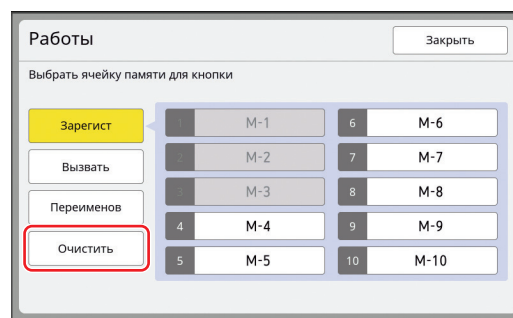 Работы
Закрыть
Выбрать ячейку памяти для кнопки
Зарегист
Вызвать
Переименов
Очистить
1 M-1
2 M-2
3 M-3
4 M-4
5 M-5
6 M-6
7 M-7
8 M-8
9 M-9
10 M-10